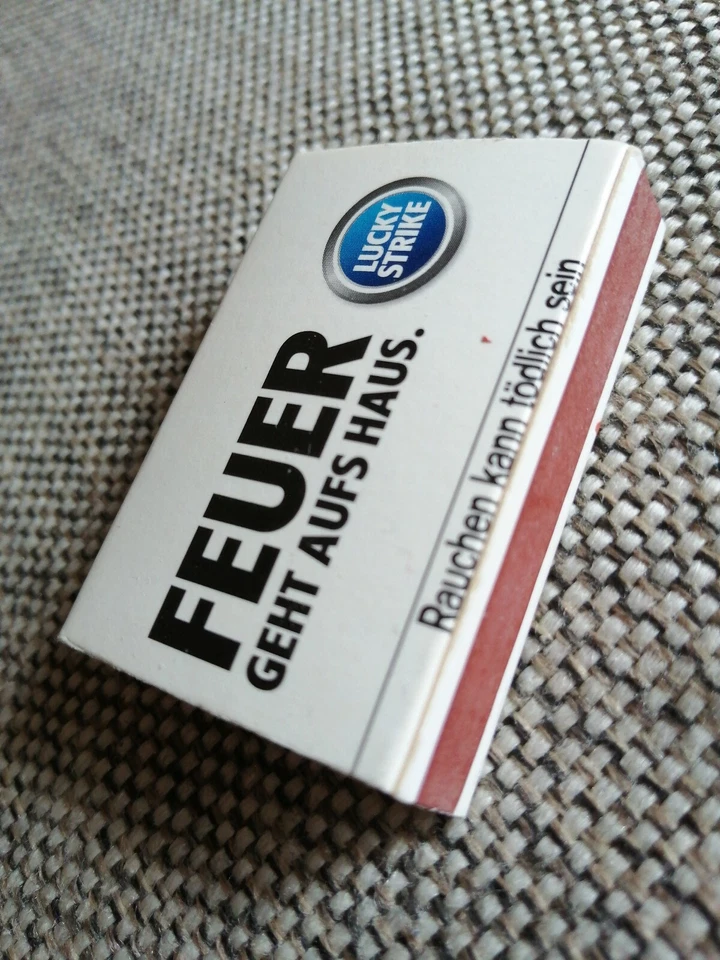 LUCKY
STRIKE
FEUER
GEHT AUFS HAUS.
Rauchen kann tödlich sein